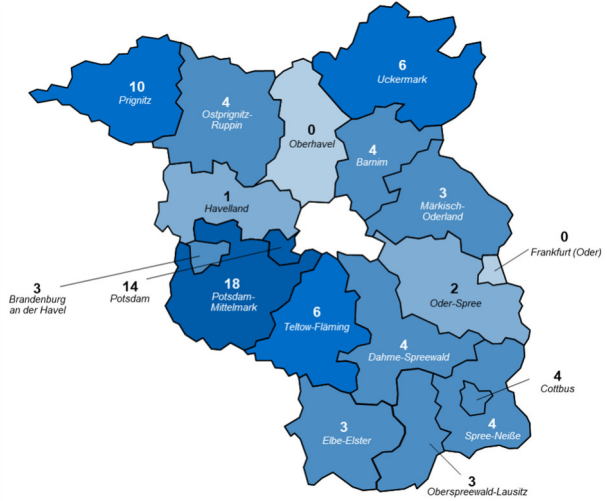 10
Prignitz
4
Ostprignitz-
Ruppin
0
Oberhavel
6
Uckermark
4
Barnim
3
Märkisch-
Oderland
1
Havelland
0
Frankfurt (Oder)
3
Brandenburg
an der Havel
14
Potsdam
18
Potsdam-
Mittelmark
6
Teltow-Fläming
2
Oder-Spree
4
Dahme-Spreewald
4
Cottbus
3
Elbe-Elster
4
Spree-Neiße
3
Oberspreewald-Lausitz